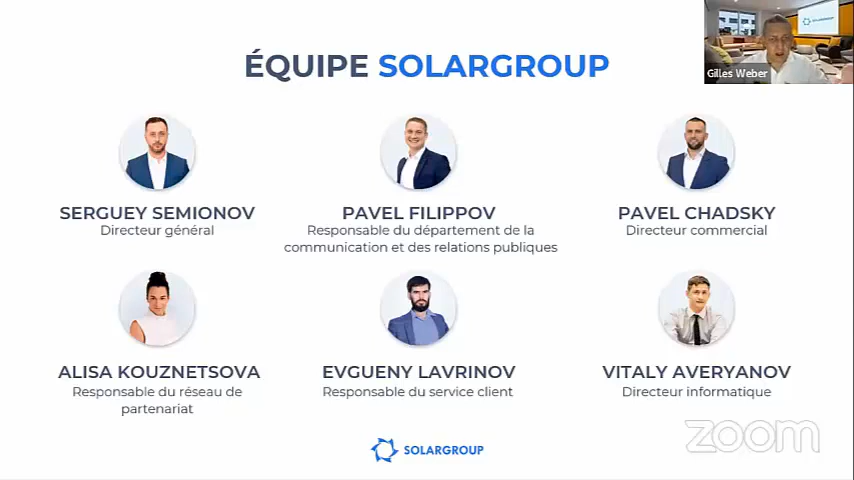 ÉQUIPE SOLARGROUP
Gilles Weber
SERGUEY SEMIONOV
Directeur général
PAVEL FILIPPOV
Responsable du département de la
communication et des relations publiques
PAVEL CHADSKY
Directeur commercial
ALISA KOUZNETSOVA
Responsable du réseau de
partenariat
EVGUENY LAVRINOV
Responsable du service client
VITALY AVERYANOV
Directeur informatique
SOLARGROUP
zoom